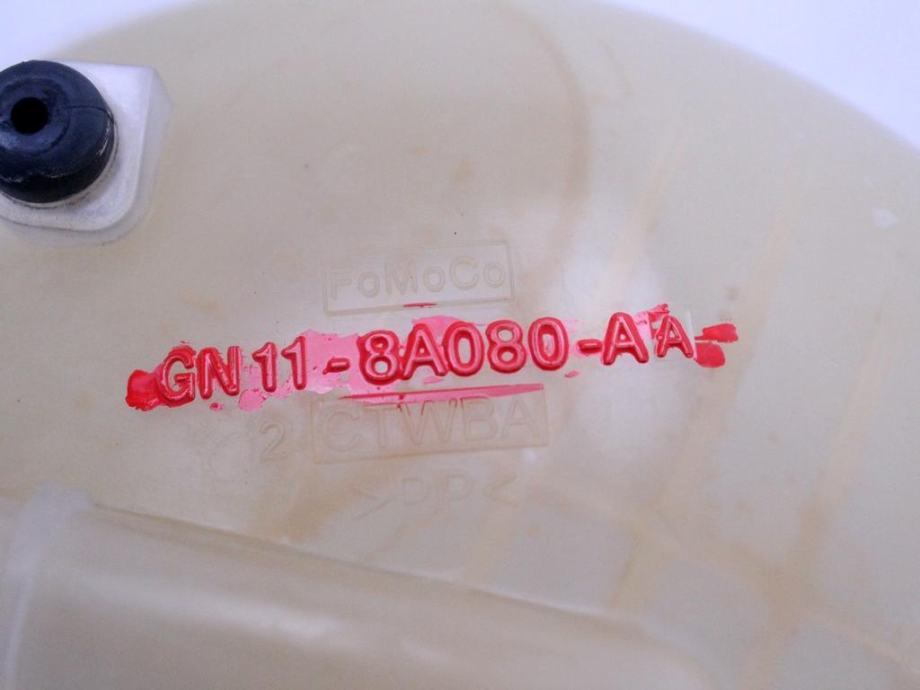 FoMoCo
GN11-8A080-AA
2 CTWBA
>PP<